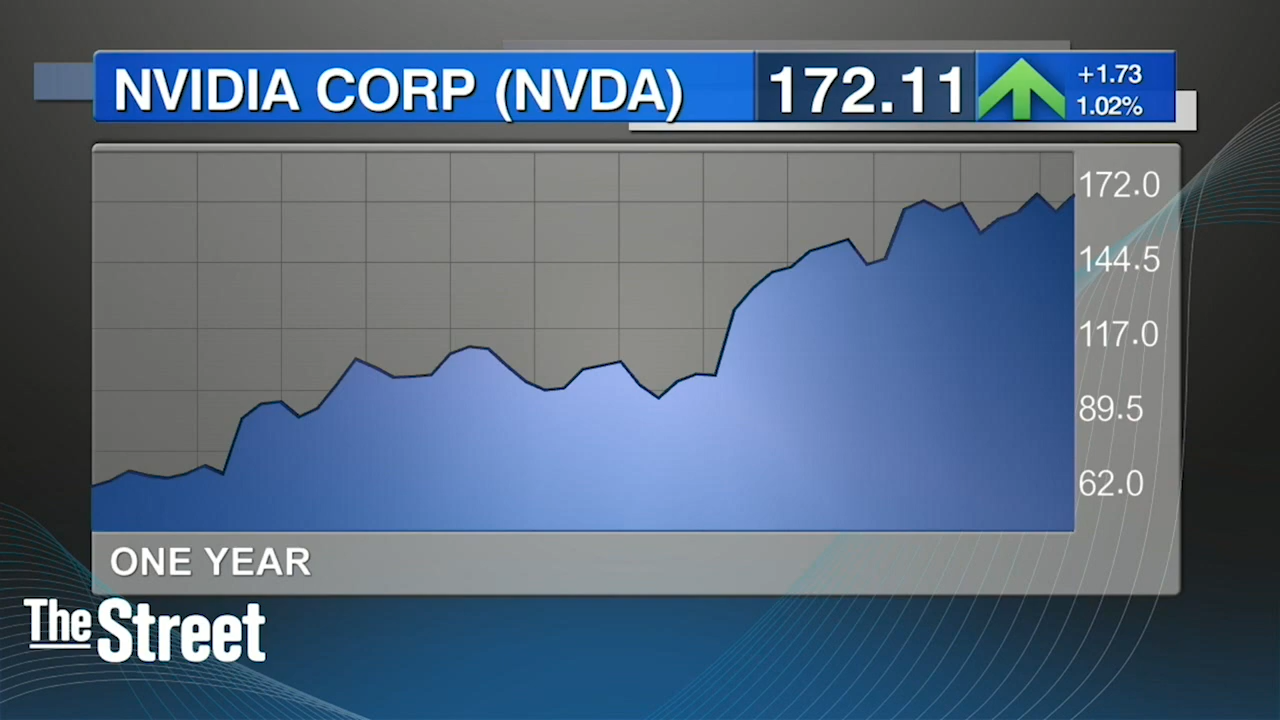 NVIDIA CORP (NVDA)
172.11
+1.73
1.02%
172.0
144.5
117.0
89.5
62.0
ONE YEAR
The Street